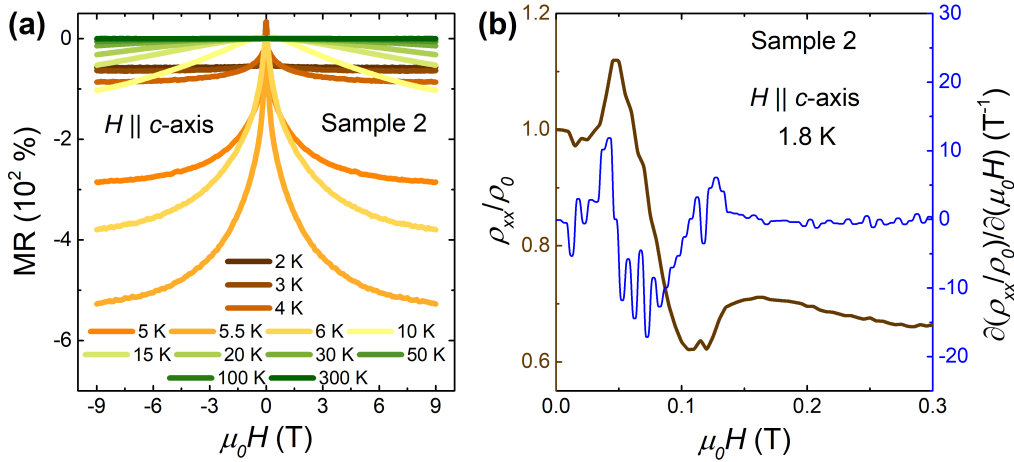 (a)
MR (10² %)
0
-2
-4
-6
H || c-axis Sample 2
2 K
3 K
4 K
5 K 5.5 K 6 K 10 K
15 K 20 K 30 K 50 K
100 K 300 K
-9 -6 -3 0 3 6 9
μ₀H (T)
(b)
ρxx/ρ₀
1.2
1.0
0.8
0.6
Sample 2
H || c-axis
1.8 K
30
20
10
0
-10
-20
∂(ρxx/ρ₀)/∂(μ₀H) (T⁻¹)
0.0 0.1 0.2 0.3
μ₀H (T)